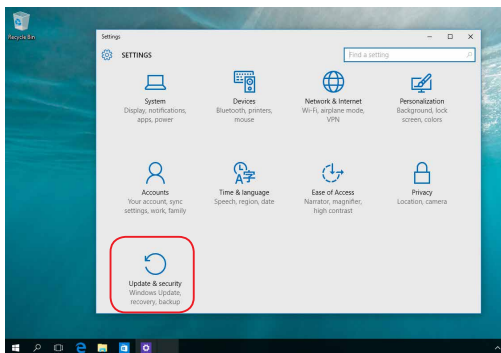 Recycle Bin
Settings
SETTINGS
Find a setting
System
Display, notifications,
apps, power
Devices
Bluetooth, printers,
mouse
Network & Internet
Wi-Fi, airplane mode,
VPN
Personalization
Background, lock
screen, colors
Accounts
Your account, sync
settings, work, family
Time & language
Speech, region, date
Ease of Access
Narrator, magnifier,
high contrast
Privacy
Location, camera
Update & security
Windows Update,
recovery, backup